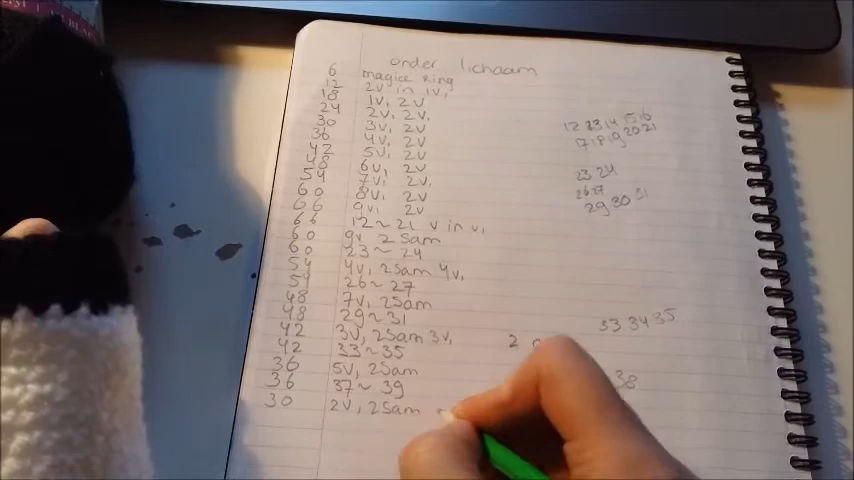 onder lichaam
6 magice ring
12 2v in 1v,
18 1v, 2v
24 2v, 2v,
30 3v, 2v
36 4v, 2v
42 5v, 2v
48 6v, 2v
54 7v, 2v,
60 8v, 2v
66 9v, 2v
66 12~21 v in v,
60 9v 2sam
60 23~24
54 4v, 2sam 4v,
54 26~27
48 7v, 2sam
48 29~31
42 3v, 2sam 3v,
42 33~35
36 5v, 2sam
36 37~39
30 2v, 2sam
12 13 14 15 16
17 18 19 20 21
23 24
26 27
29 30 31
33 34 35
2
38